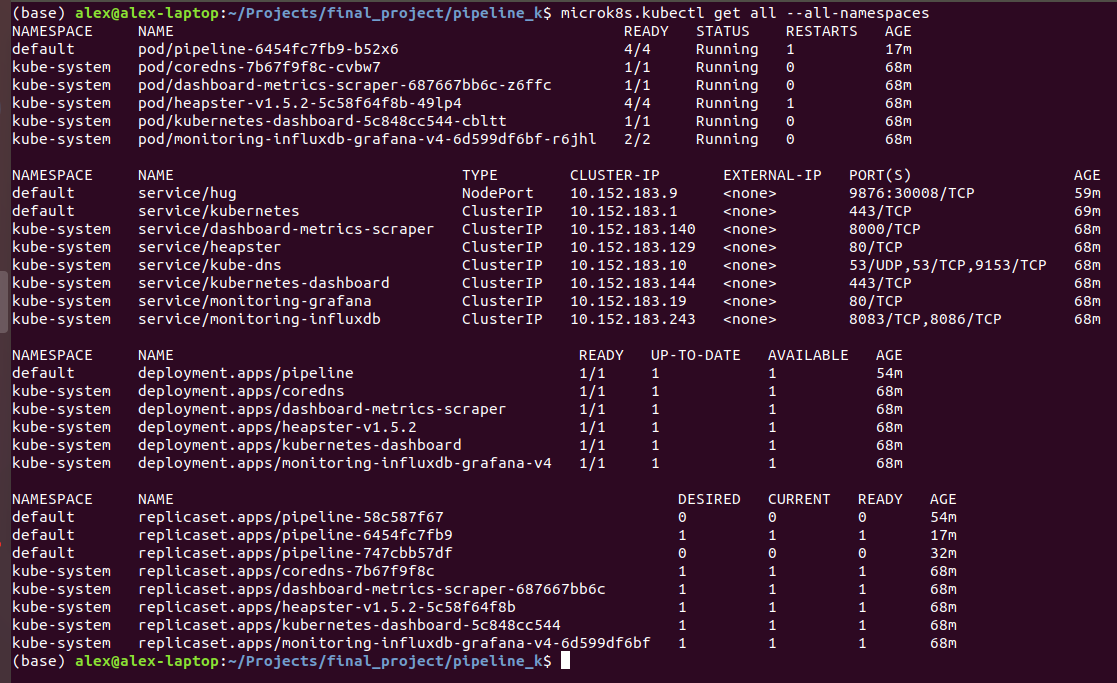 (base) alex@alex-laptop:~/Projects/final_project/pipeline_k$ microk8s.kubectl get all --all-namespaces
NAMESPACE     NAME                                                  READY   STATUS    RESTARTS   AGE
default       pod/pipeline-6454fc7fb9-b52x6                         4/4     Running   1          17m
kube-system   pod/coredns-7b67f9f8c-cvbw7                           1/1     Running   0          68m
kube-system   pod/dashboard-metrics-scraper-687667bb6c-z6ffc        1/1     Running   0          68m
kube-system   pod/heapster-v1.5.2-5c58f64f8b-49lp4                  4/4     Running   1          68m
kube-system   pod/kubernetes-dashboard-5c848cc544-cbltt             1/1     Running   0          68m
kube-system   pod/monitoring-influxdb-grafana-v4-6d599df6bf-r6jhl   2/2     Running   0          68m
NAMESPACE     NAME                                TYPE        CLUSTER-IP       EXTERNAL-IP   PORT(S)                  AGE
default       service/hug                         NodePort    10.152.183.9     <none>        9876:30008/TCP           59m
default       service/kubernetes                  ClusterIP   10.152.183.1     <none>        443/TCP                  69m
kube-system   service/dashboard-metrics-scraper   ClusterIP   10.152.183.140   <none>        8000/TCP                 68m
kube-system   service/heapster                    ClusterIP   10.152.183.129   <none>        80/TCP                   68m
kube-system   service/kube-dns                    ClusterIP   10.152.183.10    <none>        53/UDP,53/TCP,9153/TCP   68m
kube-system   service/kubernetes-dashboard        ClusterIP   10.152.183.144   <none>        443/TCP                  68m
kube-system   service/monitoring-grafana          ClusterIP   10.152.183.19    <none>        80/TCP                   68m
kube-system   service/monitoring-influxdb         ClusterIP   10.152.183.243   <none>        8083/TCP,8086/TCP        68m
NAMESPACE     NAME                                             READY   UP-TO-DATE   AVAILABLE   AGE
default       deployment.apps/pipeline                         1/1     1            1           54m
kube-system   deployment.apps/coredns                          1/1     1            1           68m
kube-system   deployment.apps/dashboard-metrics-scraper        1/1     1            1           68m
kube-system   deployment.apps/heapster-v1.5.2                  1/1     1            1           68m
kube-system   deployment.apps/kubernetes-dashboard             1/1     1            1           68m
kube-system   deployment.apps/monitoring-influxdb-grafana-v4   1/1     1            1           68m
NAMESPACE     NAME                                                        DESIRED   CURRENT   READY   AGE
default       replicaset.apps/pipeline-58c587f67                          0         0         0       54m
default       replicaset.apps/pipeline-6454fc7fb9                         1         1         1       17m
default       replicaset.apps/pipeline-747cbb57df                         0         0         0       32m
kube-system   replicaset.apps/coredns-7b67f9f8c                           1         1         1       68m
kube-system   replicaset.apps/dashboard-metrics-scraper-687667bb6c        1         1         1       68m
kube-system   replicaset.apps/heapster-v1.5.2-5c58f64f8b                  1         1         1       68m
kube-system   replicaset.apps/kubernetes-dashboard-5c848cc544             1         1         1       68m
kube-system   replicaset.apps/monitoring-influxdb-grafana-v4-6d599df6bf   1         1         1       68m
(base) alex@alex-laptop:~/Projects/final_project/pipeline_k$